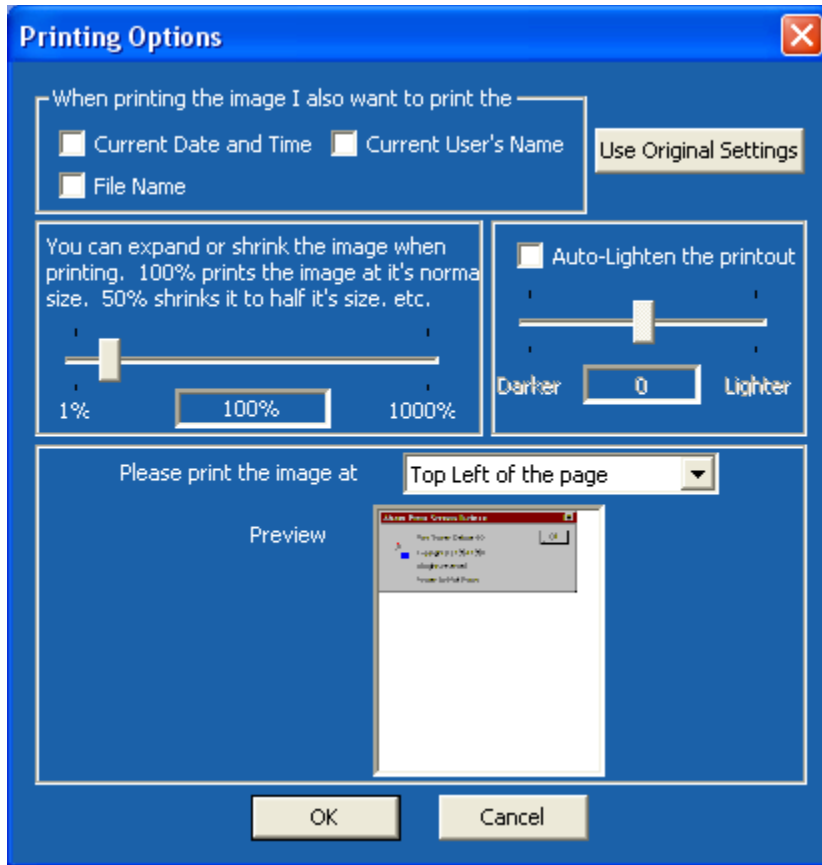 Printing Options
When printing the image I also want to print the
Current Date and Time
Current User's Name
File Name
Use Original Settings
You can expand or shrink the image when
printing. 100% prints the image at it's norma
size. 50% shrinks it to half it's size. etc.
1%
100%
1000%
Auto-Lighten the printout
Darker
0
Lighter
Please print the image at
Top Left of the page
Preview
OK
Cancel